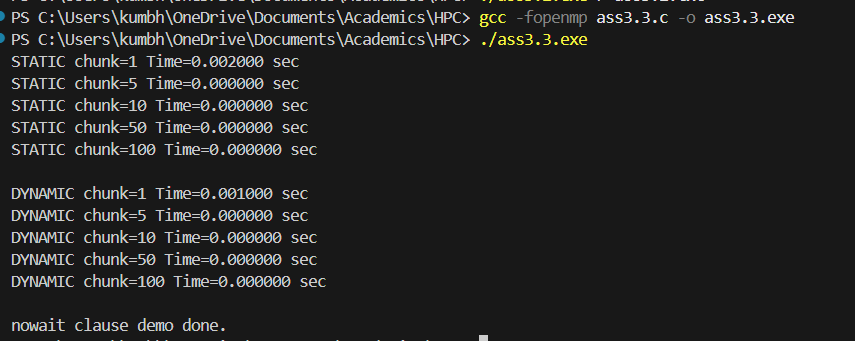 PS C:\Users\kumbh\OneDrive\Documents\Academics\HPC> gcc -fopenmp ass3.3.c -o ass3.3.exe
PS C:\Users\kumbh\OneDrive\Documents\Academics\HPC> ./ass3.3.exe
STATIC chunk=1 Time=0.002000 sec
STATIC chunk=5 Time=0.000000 sec
STATIC chunk=10 Time=0.000000 sec
STATIC chunk=50 Time=0.000000 sec
STATIC chunk=100 Time=0.000000 sec
DYNAMIC chunk=1 Time=0.001000 sec
DYNAMIC chunk=5 Time=0.000000 sec
DYNAMIC chunk=10 Time=0.000000 sec
DYNAMIC chunk=50 Time=0.000000 sec
DYNAMIC chunk=100 Time=0.000000 sec
nowait clause demo done.